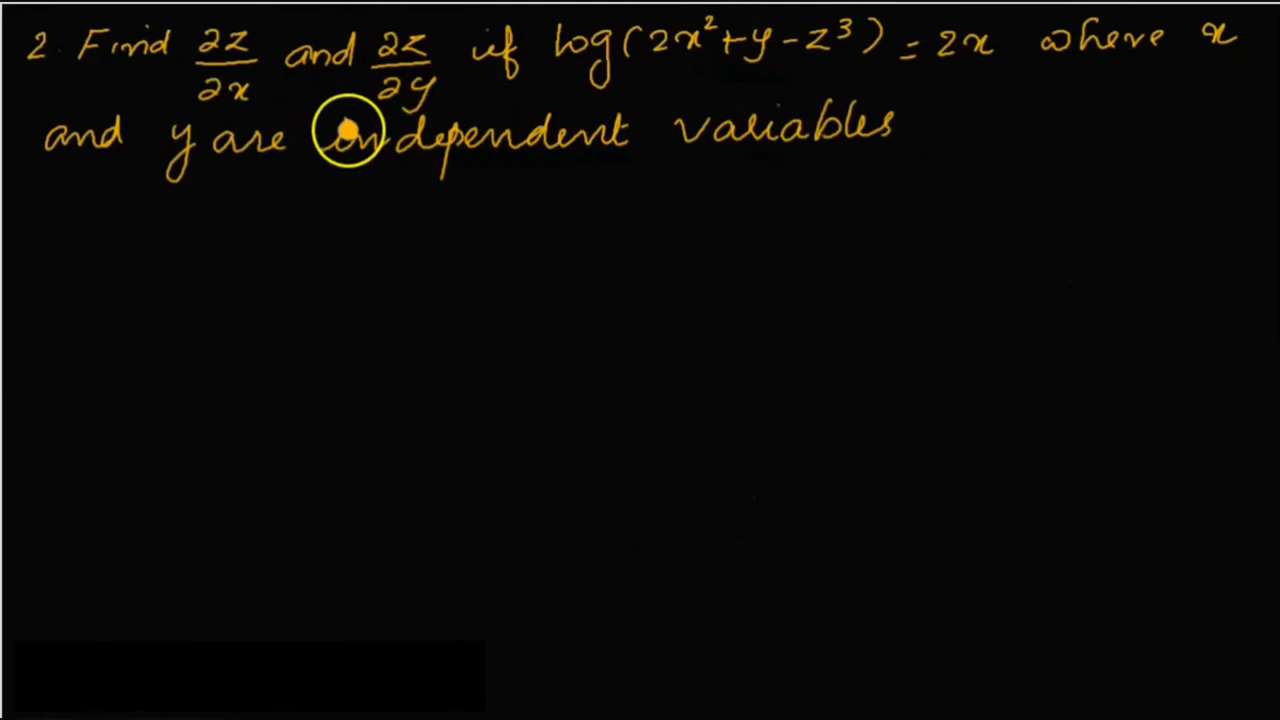 2. Find ∂z/∂x and ∂z/∂y if log(2x²+y-z³) = 2x where x
and y are independent variables